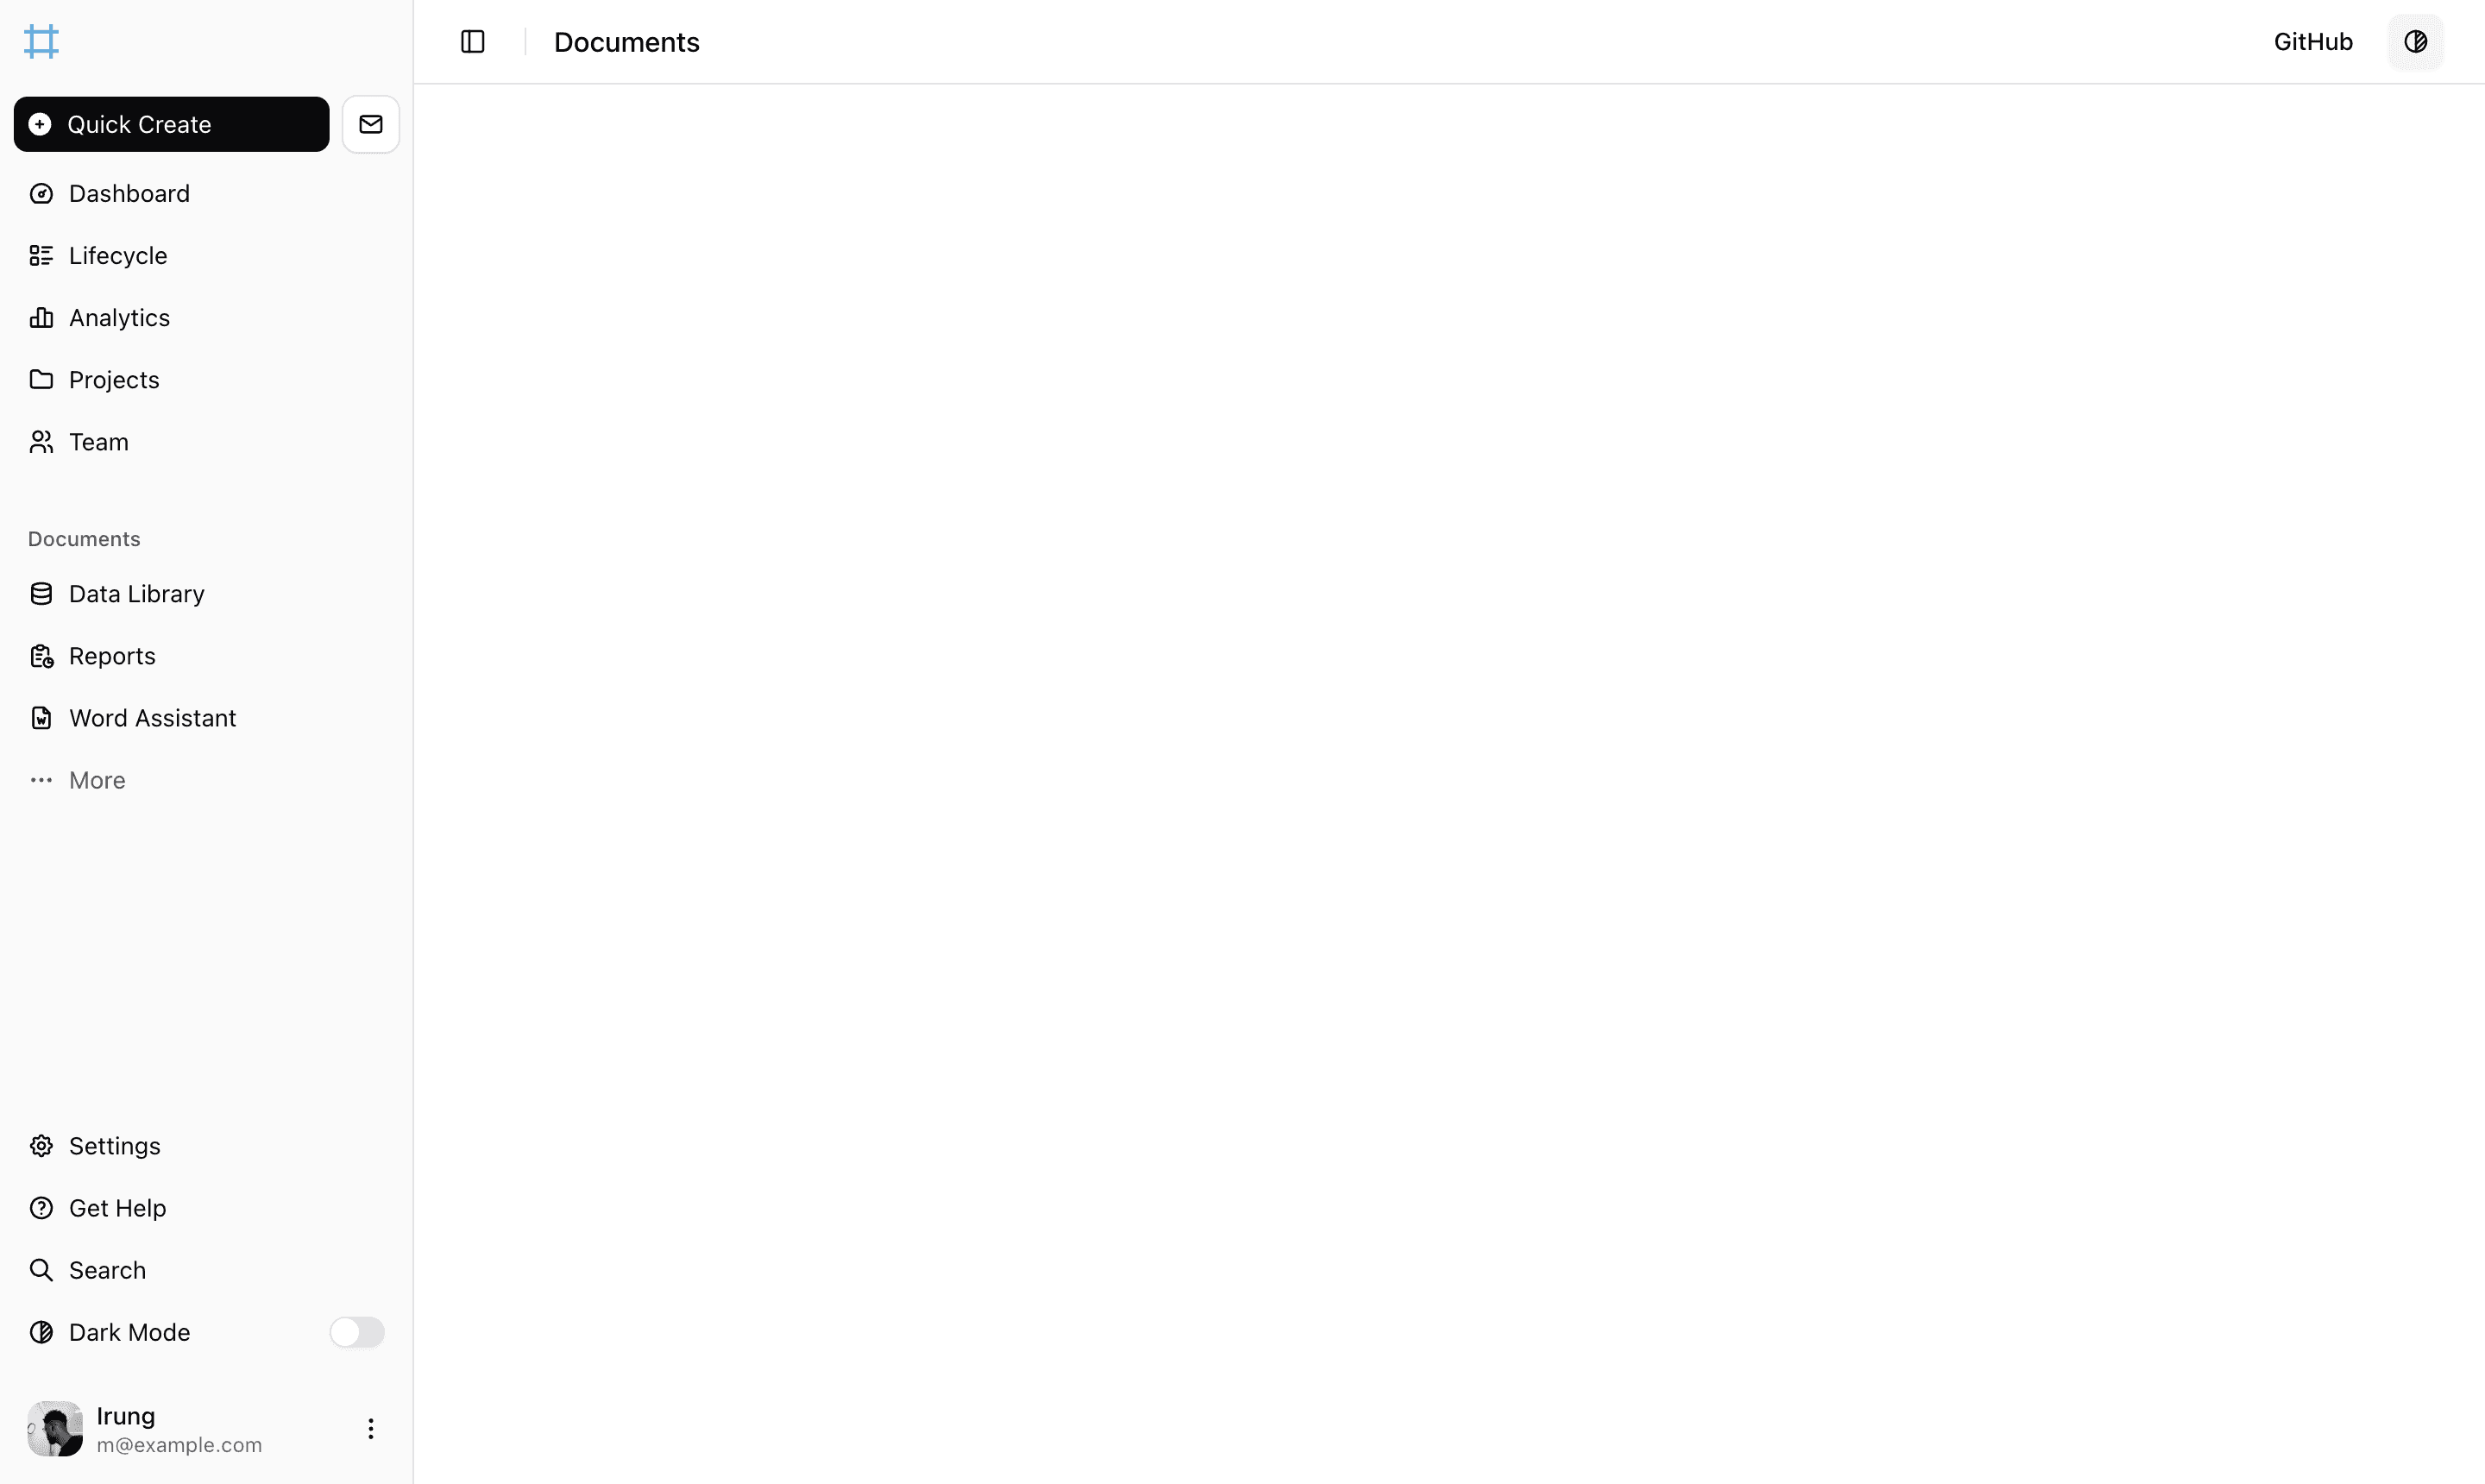 Documents
GitHub
Quick Create
Dashboard
Lifecycle
Analytics
Projects
Team
Documents
Data Library
Reports
Word Assistant
More
Settings
Get Help
Search
Dark Mode
Irung
m@example.com